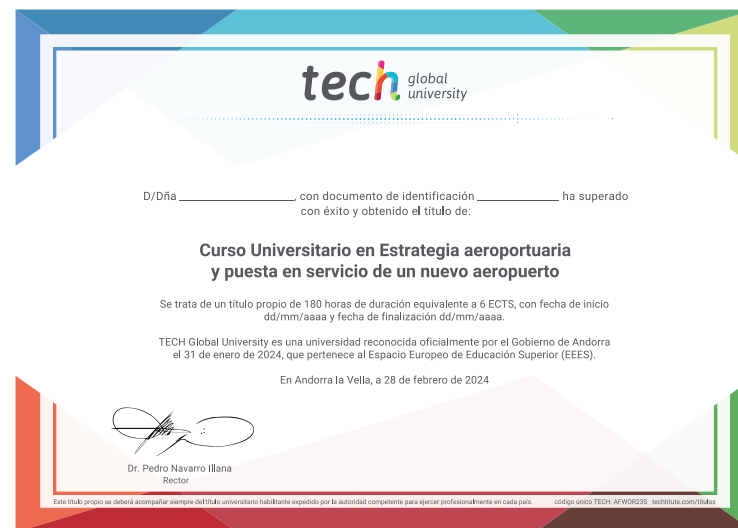 tech global university
D/Dña ____________, con documento de identificación ____________ ha superado
con éxito y obtenido el título de:
Curso Universitario en Estrategia aeroportuaria
y puesta en servicio de un nuevo aeropuerto
Se trata de un título propio de 180 horas de duración equivalente a 6 ECTS, con fecha de inicio
dd/mm/aaaa y fecha de finalización dd/mm/aaaa.
TECH Global University es una universidad reconocida oficialmente por el Gobierno de Andorra
el 31 de enero de 2024, que pertenece al Espacio Europeo de Educación Superior (EEES).
En Andorra la Vella, a 28 de febrero de 2024
Dr. Pedro Navarro Illana
Rector
Este título propio se deberá acompañar siempre del título universitario habilitante expedido por la autoridad competente para ejercer profesionalmente en cada país. código único TECH: AFWOR23S techtitute.com/titulos